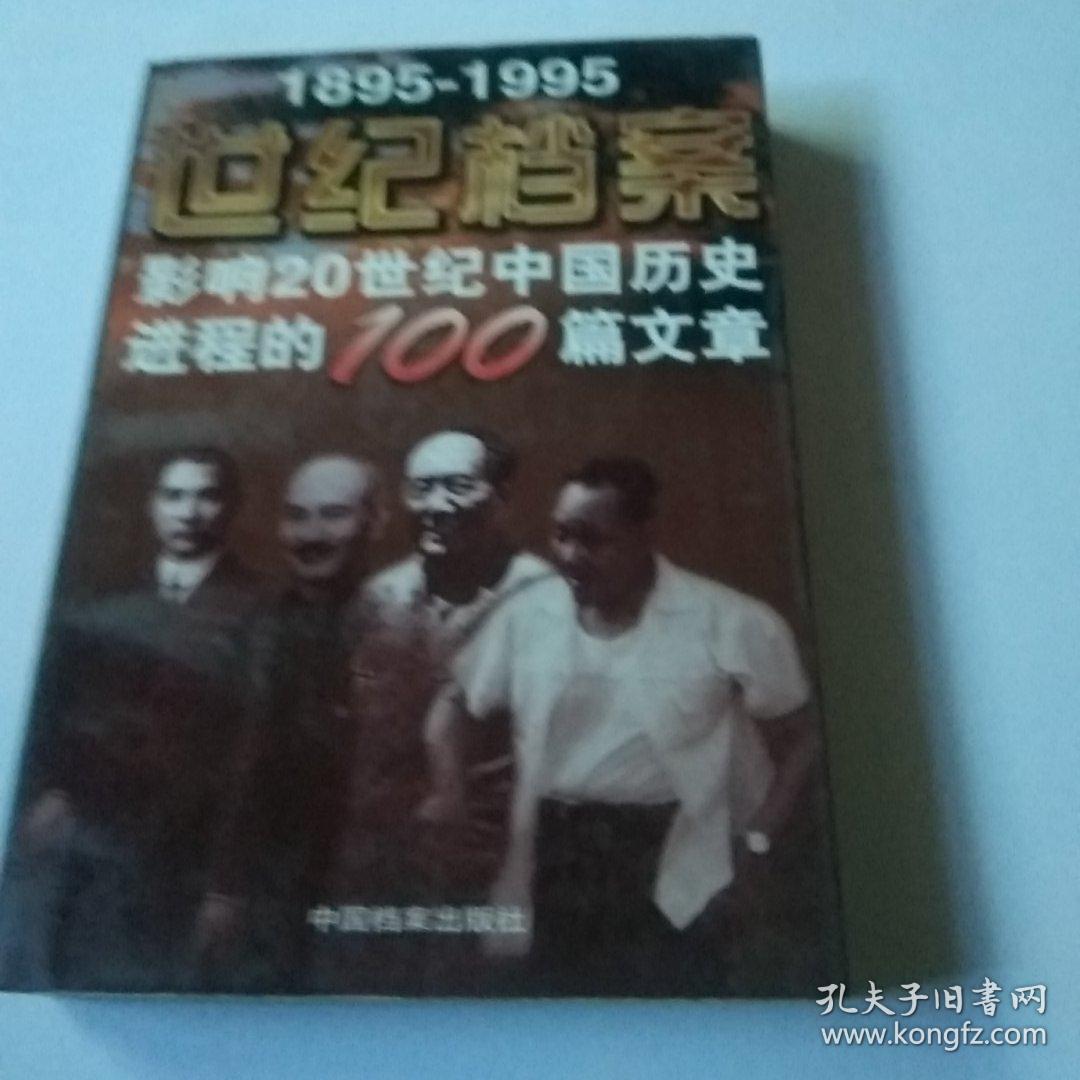 1895-1995
世纪档案
影响20世纪中国历史
进程的100篇文章
中国档案出版社
孔夫子旧書网
www.kongfz.com